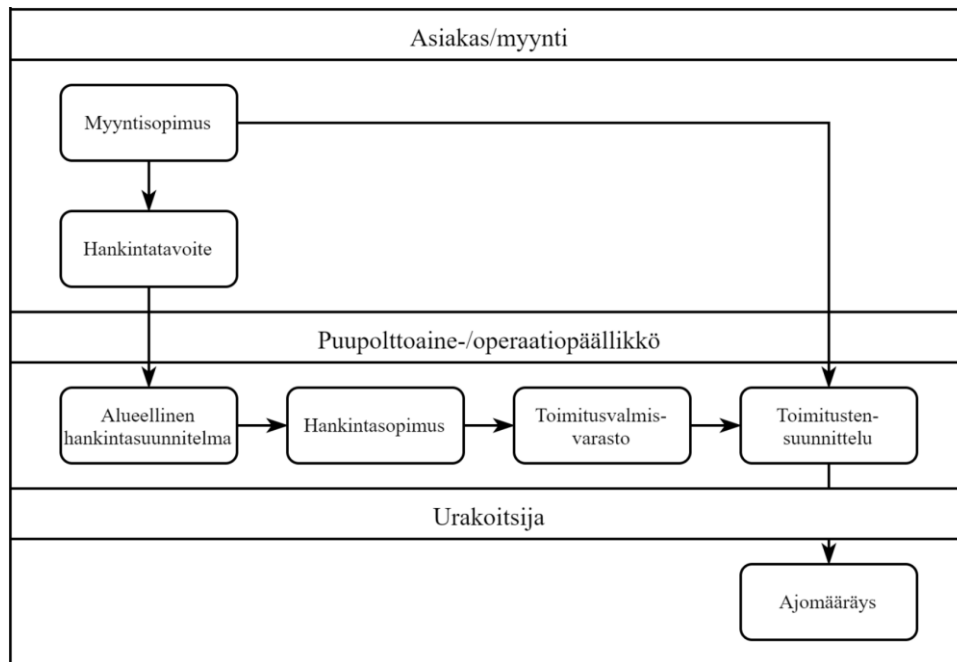 Asiakas/myynti
Myyntisopimus
Hankintatavoite
Puupolttoaine-/operaatiopäällikkö
Alueellinen
hankintasuunnitelma
Hankintasopimus
Toimitusvalmis-
varasto
Toimitusten-
suunnittelu
Urakoitsija
Ajomääräys